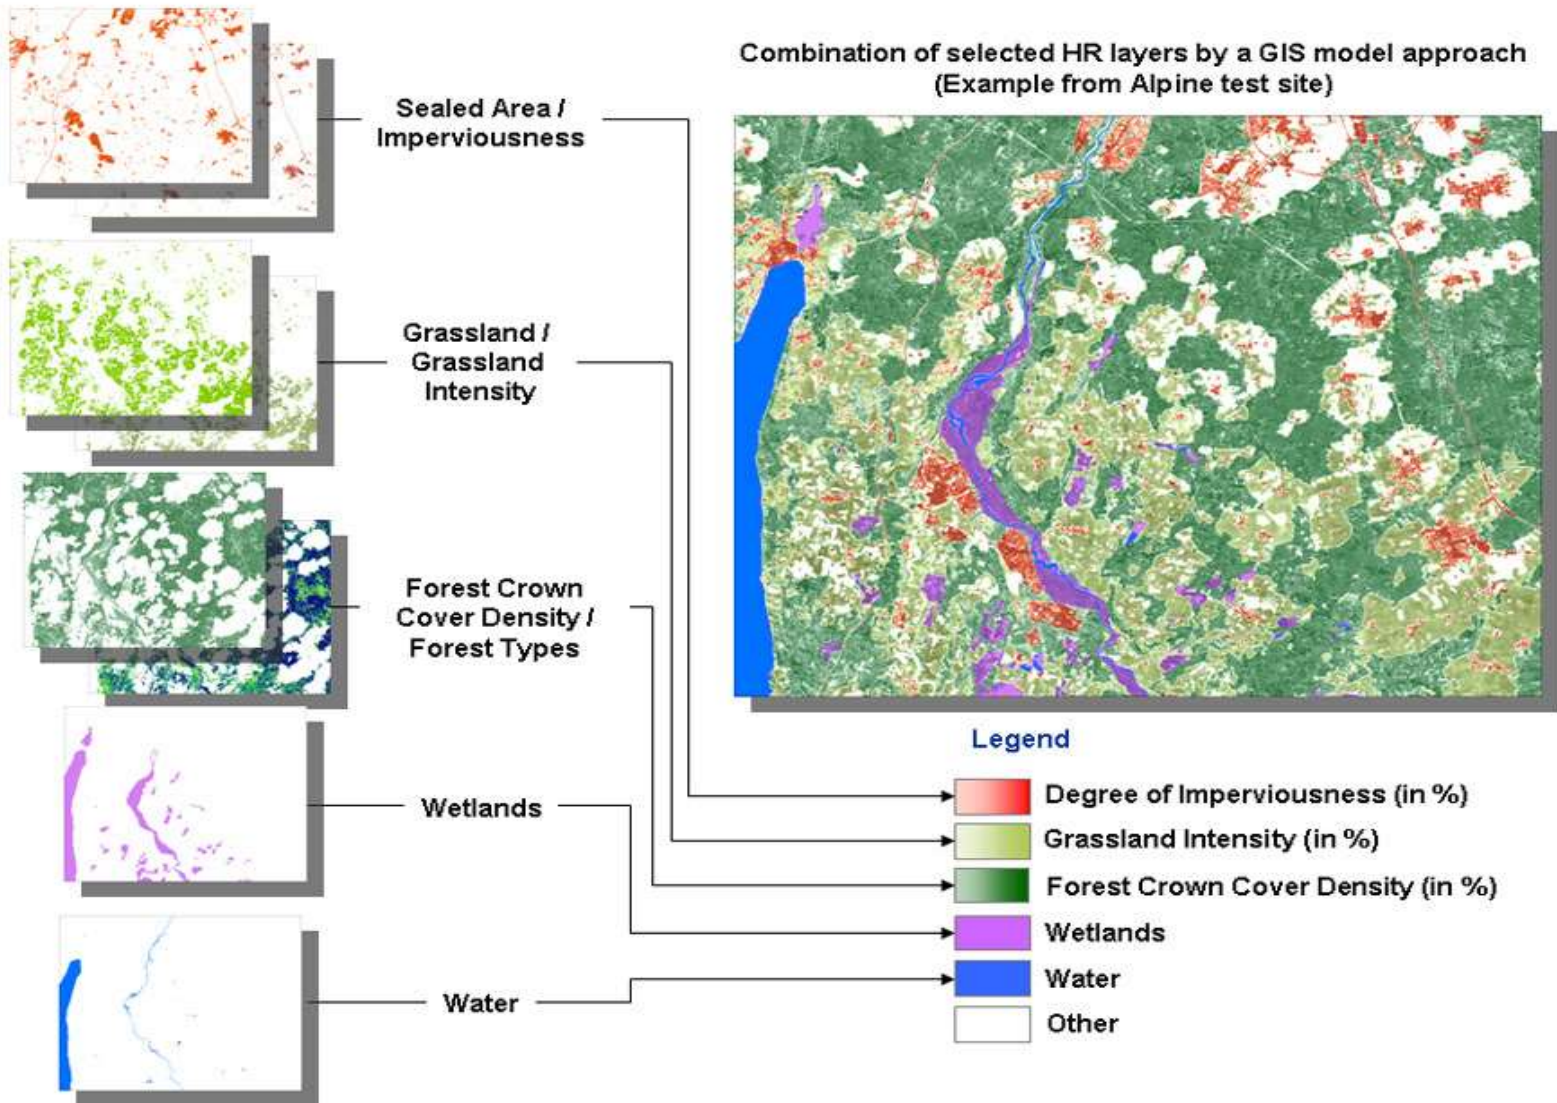 Combination of selected HR layers by a GIS model approach
(Example from Alpine test site)
Sealed Area /
Imperviousness
Grassland /
Grassland
Intensity
Forest Crown
Cover Density /
Forest Types
Wetlands
Water
Legend
Degree of Imperviousness (in %)
Grassland Intensity (in %)
Forest Crown Cover Density (in %)
Wetlands
Water
Other